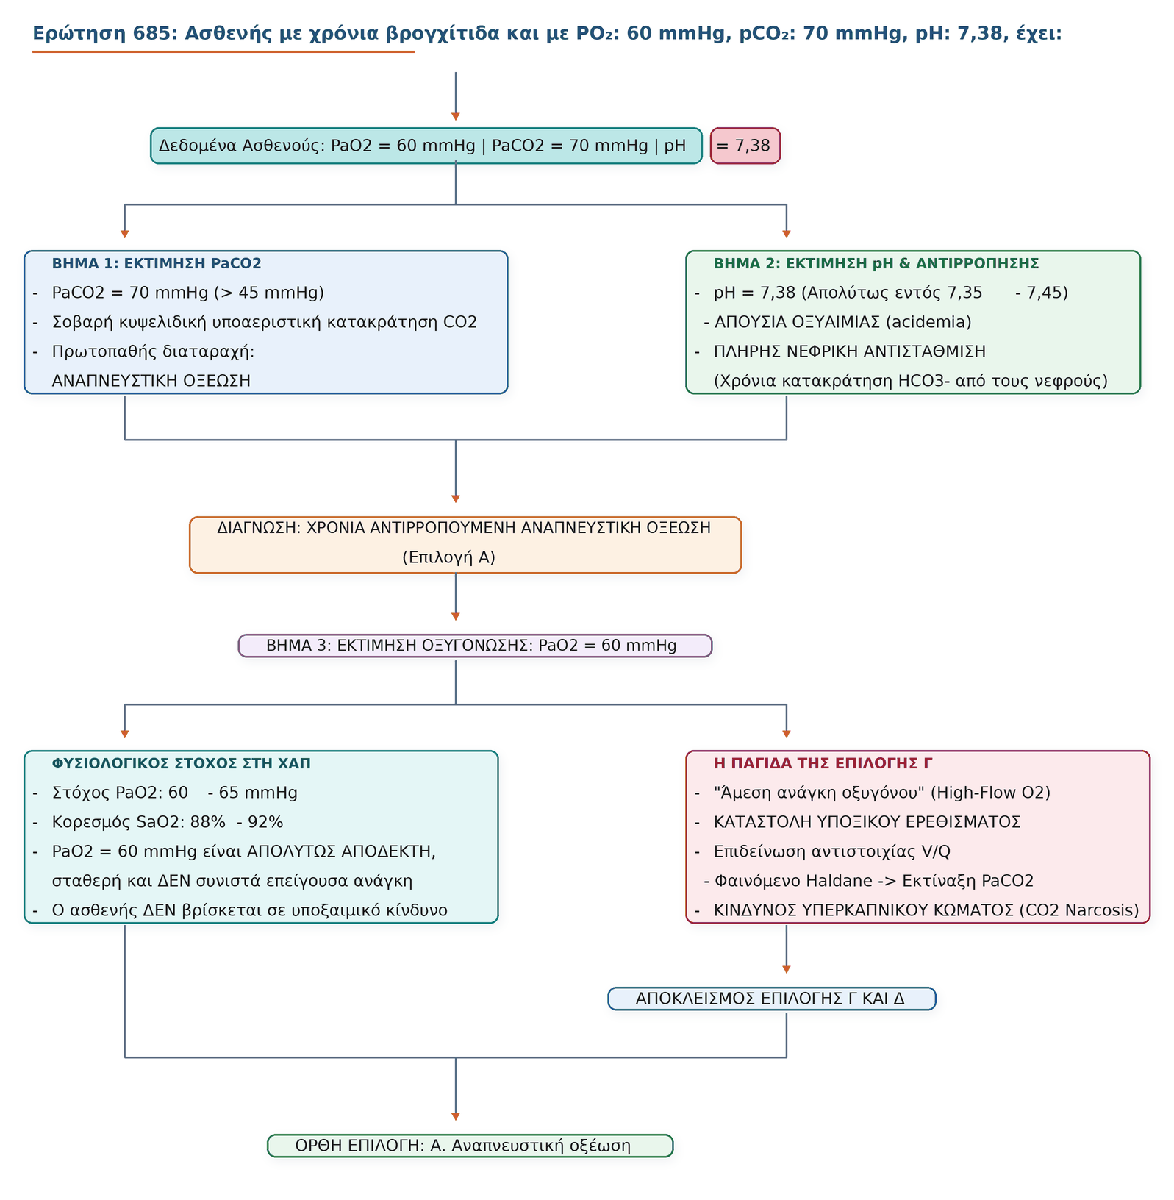 Ερώτηση 685: Ασθενής με χρόνια βρογχίτιδα και με PO₂: 60 mmHg, pCO₂: 70 mmHg, pH: 7,38, έχει:
Δεδομένα Ασθενούς: PaO2 = 60 mmHg | PaCO2 = 70 mmHg | pH = 7,38
ΒΗΜΑ 1: ΕΚΤΙΜΗΣΗ PaCO2
- PaCO2 = 70 mmHg (> 45 mmHg)
- Σοβαρή κυψελιδική υποαεριστική κατακράτηση CO2
- Πρωτοπαθής διαταραχή:
ΑΝΑΠΝΕΥΣΤΙΚΗ ΟΞΕΩΣΗ
ΒΗΜΑ 2: ΕΚΤΙΜΗΣΗ pH & ΑΝΤΙΡΡΟΠΗΣΗΣ
- pH = 7,38 (Απολύτως εντός 7,35 - 7,45)
- ΑΠΟΥΣΙΑ ΟΞΥΑΙΜΙΑΣ (acidemia)
- ΠΛΗΡΗΣ ΝΕΦΡΙΚΗ ΑΝΤΙΣΤΑΘΜΙΣΗ
(Χρόνια κατακράτηση HCO3- από τους νεφρούς)
ΔΙΑΓΝΩΣΗ: ΧΡΟΝΙΑ ΑΝΤΙΡΡΟΠΟΥΜΕΝΗ ΑΝΑΠΝΕΥΣΤΙΚΗ ΟΞΕΩΣΗ
(Επιλογή Α)
ΒΗΜΑ 3: ΕΚΤΙΜΗΣΗ ΟΞΥΓΟΝΩΣΗΣ: PaO2 = 60 mmHg
ΦΥΣΙΟΛΟΓΙΚΟΣ ΣΤΟΧΟΣ ΣΤΗ ΧΑΠ
- Στόχος PaO2: 60 - 65 mmHg
- Κορεσμός SaO2: 88% - 92%
- PaO2 = 60 mmHg είναι ΑΠΟΛΥΤΩΣ ΑΠΟΔΕΚΤΗ,
σταθερή και ΔΕΝ συνιστά επείγουσα ανάγκη
- Ο ασθενής ΔΕΝ βρίσκεται σε υποξαιμικό κίνδυνο
Η ΠΑΓΙΔΑ ΤΗΣ ΕΠΙΛΟΓΗΣ Γ
- "Άμεση ανάγκη οξυγόνου" (High-Flow O2)
- ΚΑΤΑΣΤΟΛΗ ΥΠΟΞΙΚΟΥ ΕΡΕΘΙΣΜΑΤΟΣ
- Επιδείνωση αντιστοιχίας V/Q
- Φαινόμενο Haldane -> Εκτίναξη PaCO2
- ΚΙΝΔΥΝΟΣ ΥΠΕΡΚΑΠΝΙΚΟΥ ΚΩΜΑΤΟΣ (CO2 Narcosis)
ΑΠΟΚΛΕΙΣΜΟΣ ΕΠΙΛΟΓΗΣ Γ ΚΑΙ Δ
ΟΡΘΗ ΕΠΙΛΟΓΗ: Α. Αναπνευστική οξέωση